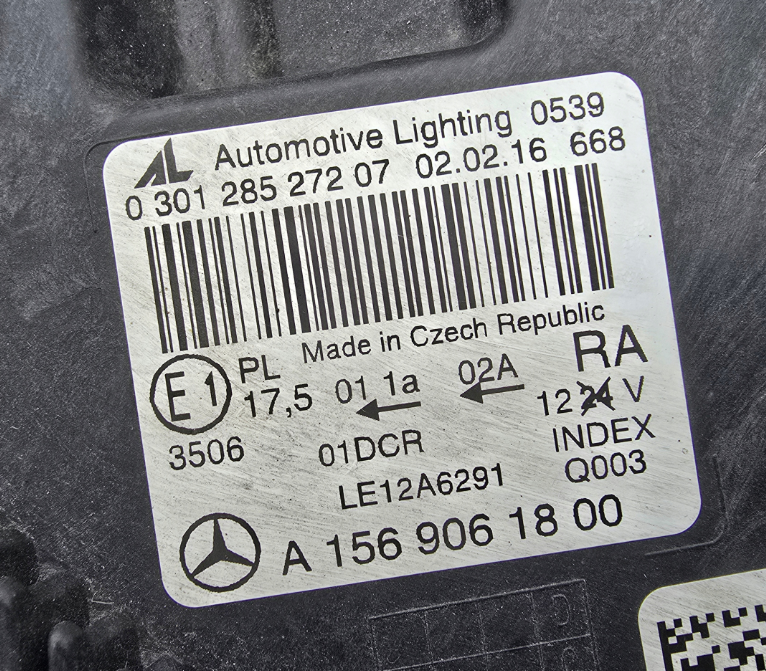 AL Automotive Lighting 0539
0 301 285 272 07 02.02.16 668
Made in Czech Republic
E1 PL 01 1a 02A RA
17,5 12 24 V
3506 01DCR INDEX
LE12A6291 Q003
A 156 906 18 00